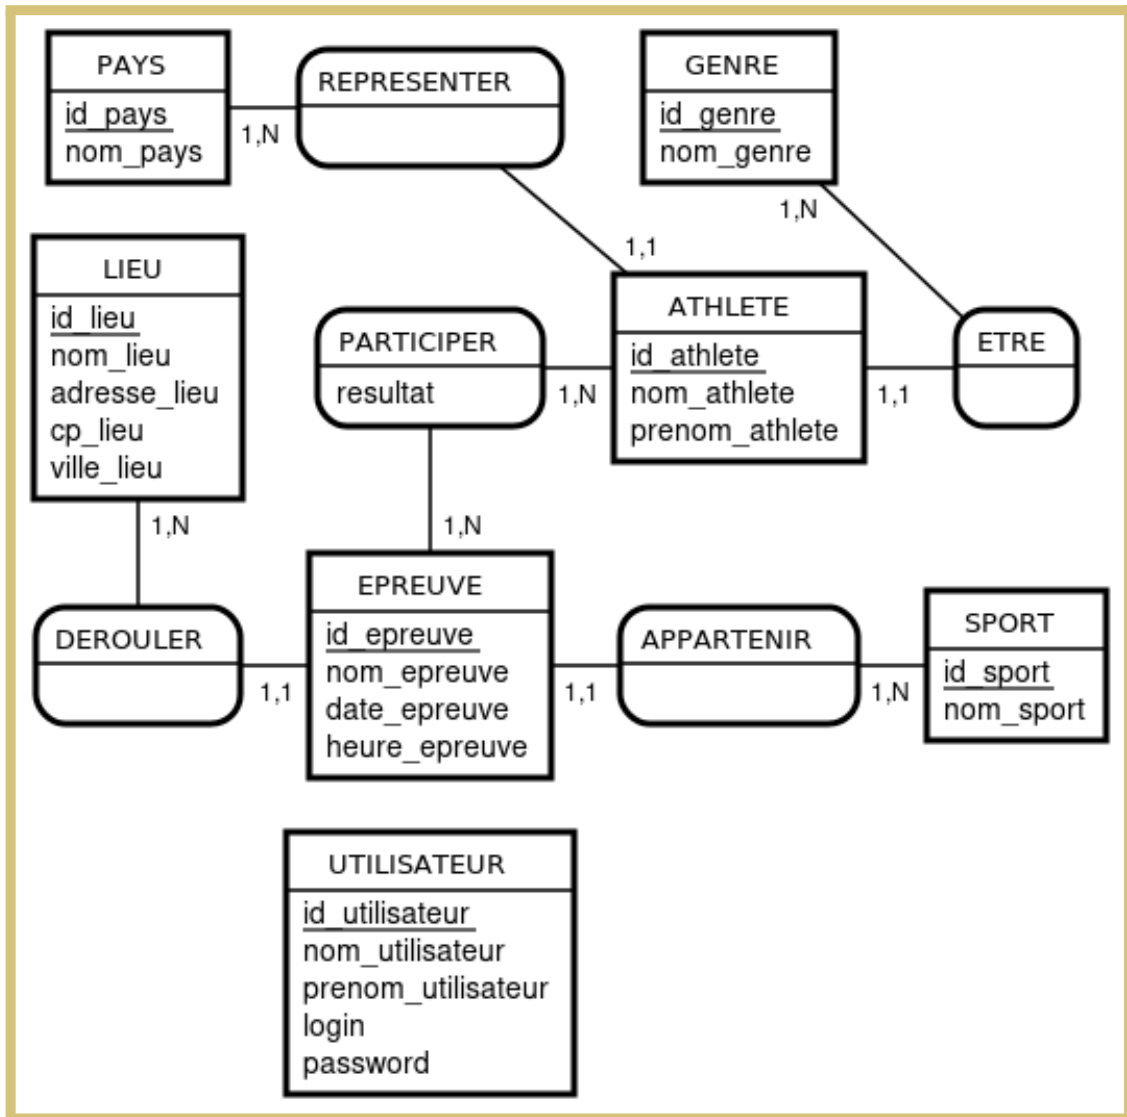 PAYS
id_pays
nom_pays
1,N
REPRESENTER
1,1
GENRE
id_genre
nom_genre
1,N
LIEU
id_lieu
nom_lieu
adresse_lieu
cp_lieu
ville_lieu
1,N
PARTICIPER
resultat
1,N
1,N
ATHLETE
id_athlete
nom_athlete
prenom_athlete
1,1
ETRE
DEROULER
1,1
EPREUVE
id_epreuve
nom_epreuve
date_epreuve
heure_epreuve
1,1
APPARTENIR
1,N
SPORT
id_sport
nom_sport
UTILISATEUR
id_utilisateur
nom_utilisateur
prenom_utilisateur
login
password